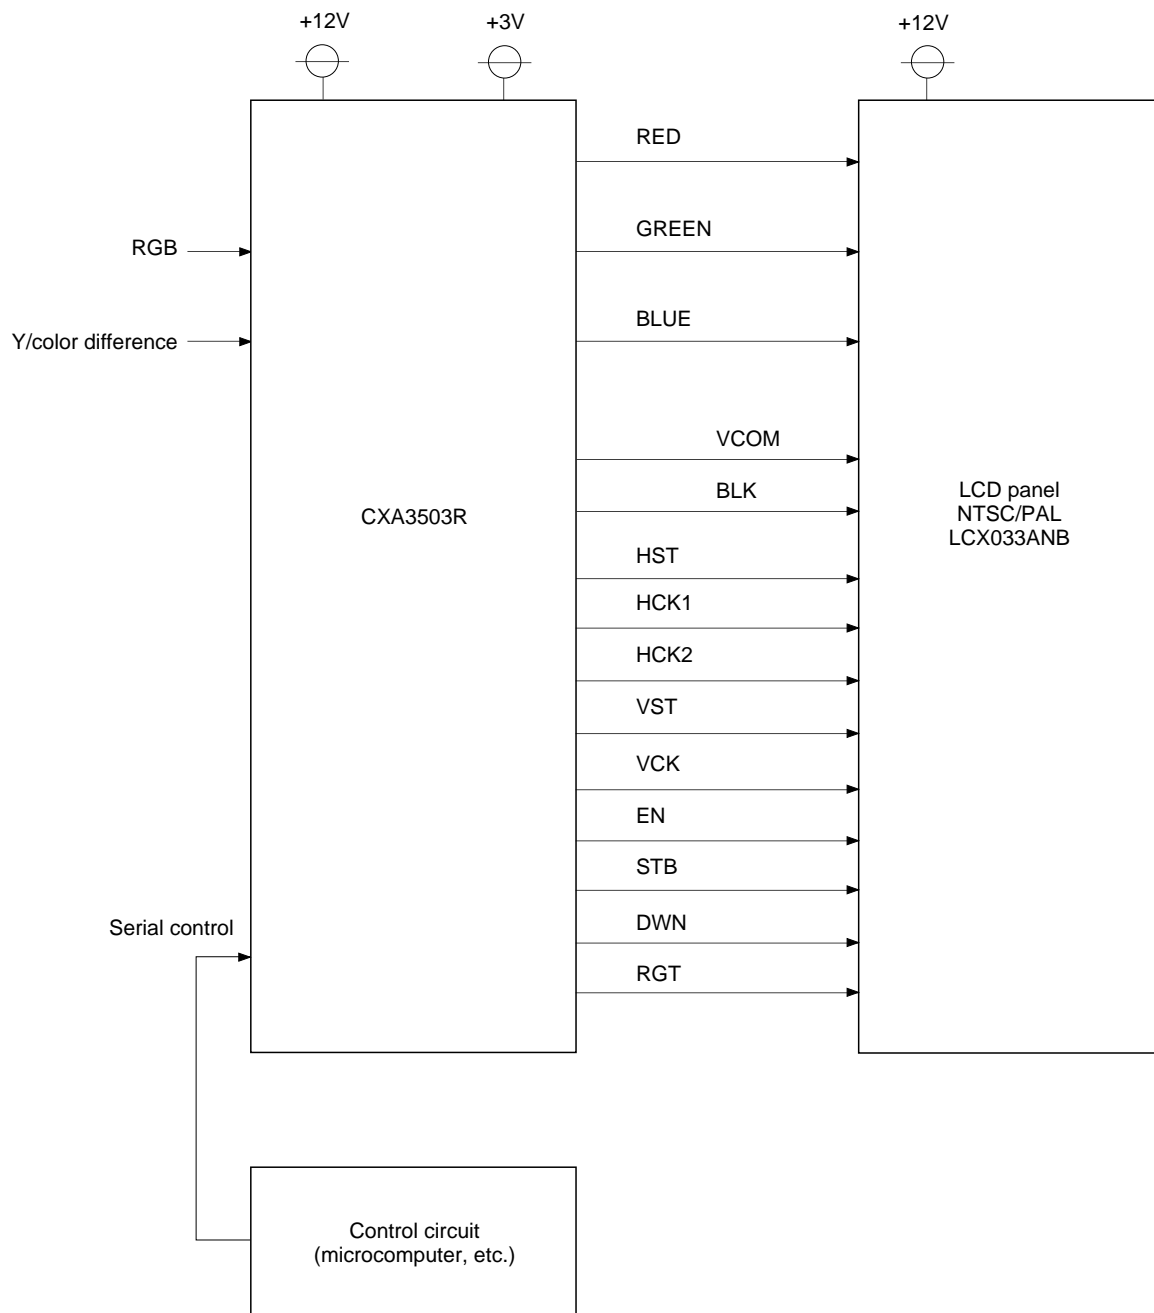 +12V
+3V
+12V
RED
GREEN
RGB
BLUE
Y/color difference
VCOM
BLK
CXA3503R
LCD panel
NTSC/PAL
LCX033ANB
HST
HCK1
HCK2
VST
VCK
EN
STB
DWN
Serial control
RGT
Control circuit
(microcomputer, etc.)